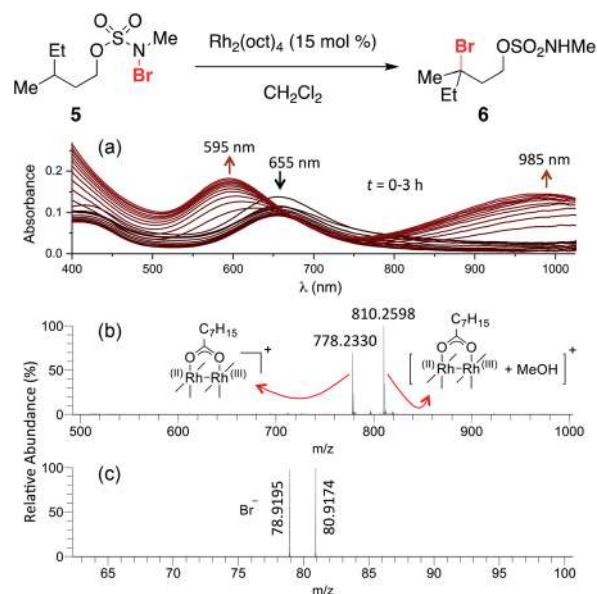 Et
O
O
O
S
N
Me
Br
Me
5
Rh₂(oct)₄ (15 mol %)
CH₂Cl₂
Br
Me
Et
OSO₂NHMe
6
(a)
595 nm
655 nm
t = 0-3 h
985 nm
Absorbance
0.2
0.1
0.0
400 500 600 700 800 900 1000
λ (nm)
(b)
Relative Abundance (%)
100
50
0
C₇H₁₅
O O
(II) Rh–Rh (III)
+
778.2330
810.2598
C₇H₁₅
O O
(II) Rh–Rh (III) + MeOH
+
500 600 700 800 900 1000
m/z
(c)
100
50
0
Br⁻
78.9195
80.9174
65 70 75 80 85 90 95 100
m/z